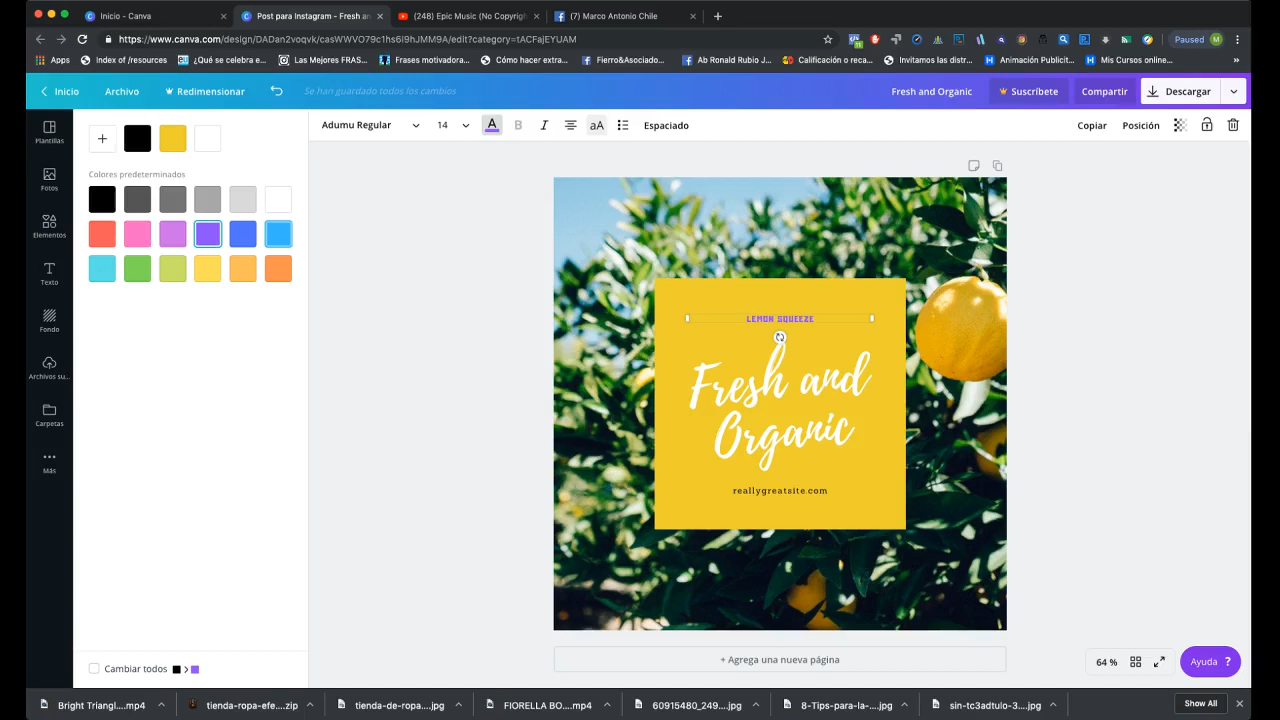 Inicio - Canva
Post para Instagram - Fresh an
(248) Epic Music (No Copyrigh
(7) Marco Antonio Chile
https://www.canva.com/design/DADan2voqvk/casWWVO79c1hs6I9hJMM9A/edit?category=tACFajEYUAM
11
Paused M
Apps
Index of /resources
¿Qué se celebra e...
Las Mejores FRAS...
Frases motivadora...
Cómo hacer extra...
Fierro&Asociado...
Ab Ronald Rubio J...
Calificación o reca...
Invitamos las distr...
Animación Publicit...
Mis Cursos online...
Inicio
Archivo
Redimensionar
Se han guardado todos los cambios
Fresh and Organic
Suscríbete
Compartir
Descargar
Adumu Regular
14
A
B
I
aA
Espaciado
Copiar
Posición
Plantillas
Fotos
Elementos
Texto
Fondo
Archivos su...
Carpetas
Más
Colores predeterminados
LEMON SQUEEZE
Fresh and
Organic
reallygreatsite.com
+ Agrega una nueva página
Cambiar todos
64 %
Ayuda ?
Bright Triangl....mp4
tienda-ropa-efe....zip
tienda-de-ropa....jpg
FIORELLA BO....mp4
60915480_249....jpg
8-Tips-para-la-....jpg
sin-tc3adtulo-3....jpg
Show All